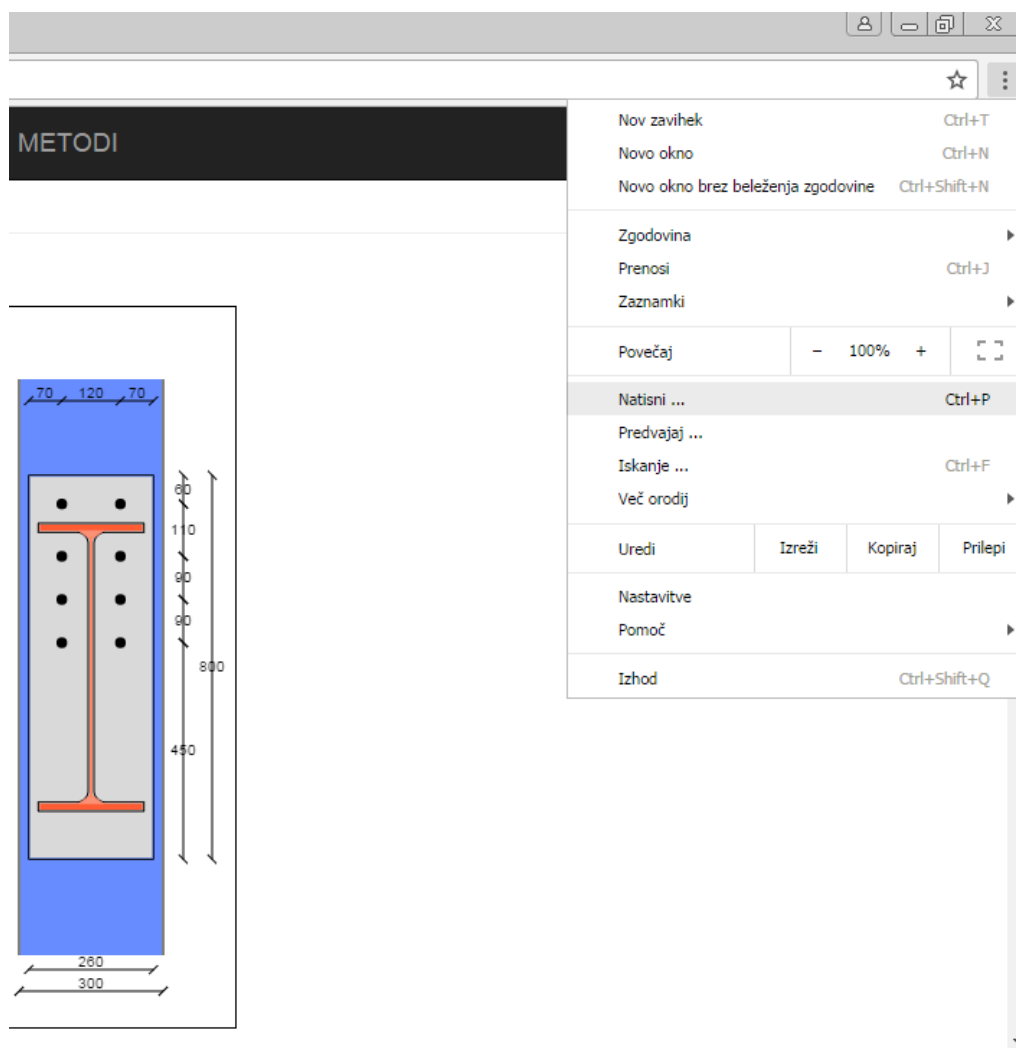 METODI
Nov zavihek Ctrl+T
Novo okno Ctrl+N
Novo okno brez beleženja zgodovine Ctrl+Shift+N
Zgodovina
Prenosi Ctrl+J
Zaznamki
Povečaj - 100% +
Natisni ... Ctrl+P
Predvajaj ...
Iskanje ... Ctrl+F
Več orodij
Uredi Izreži Kopiraj Prilepi
Nastavitve
Pomoč
Izhod Ctrl+Shift+Q
70 120 70
60
110
90
90
800
450
260
300